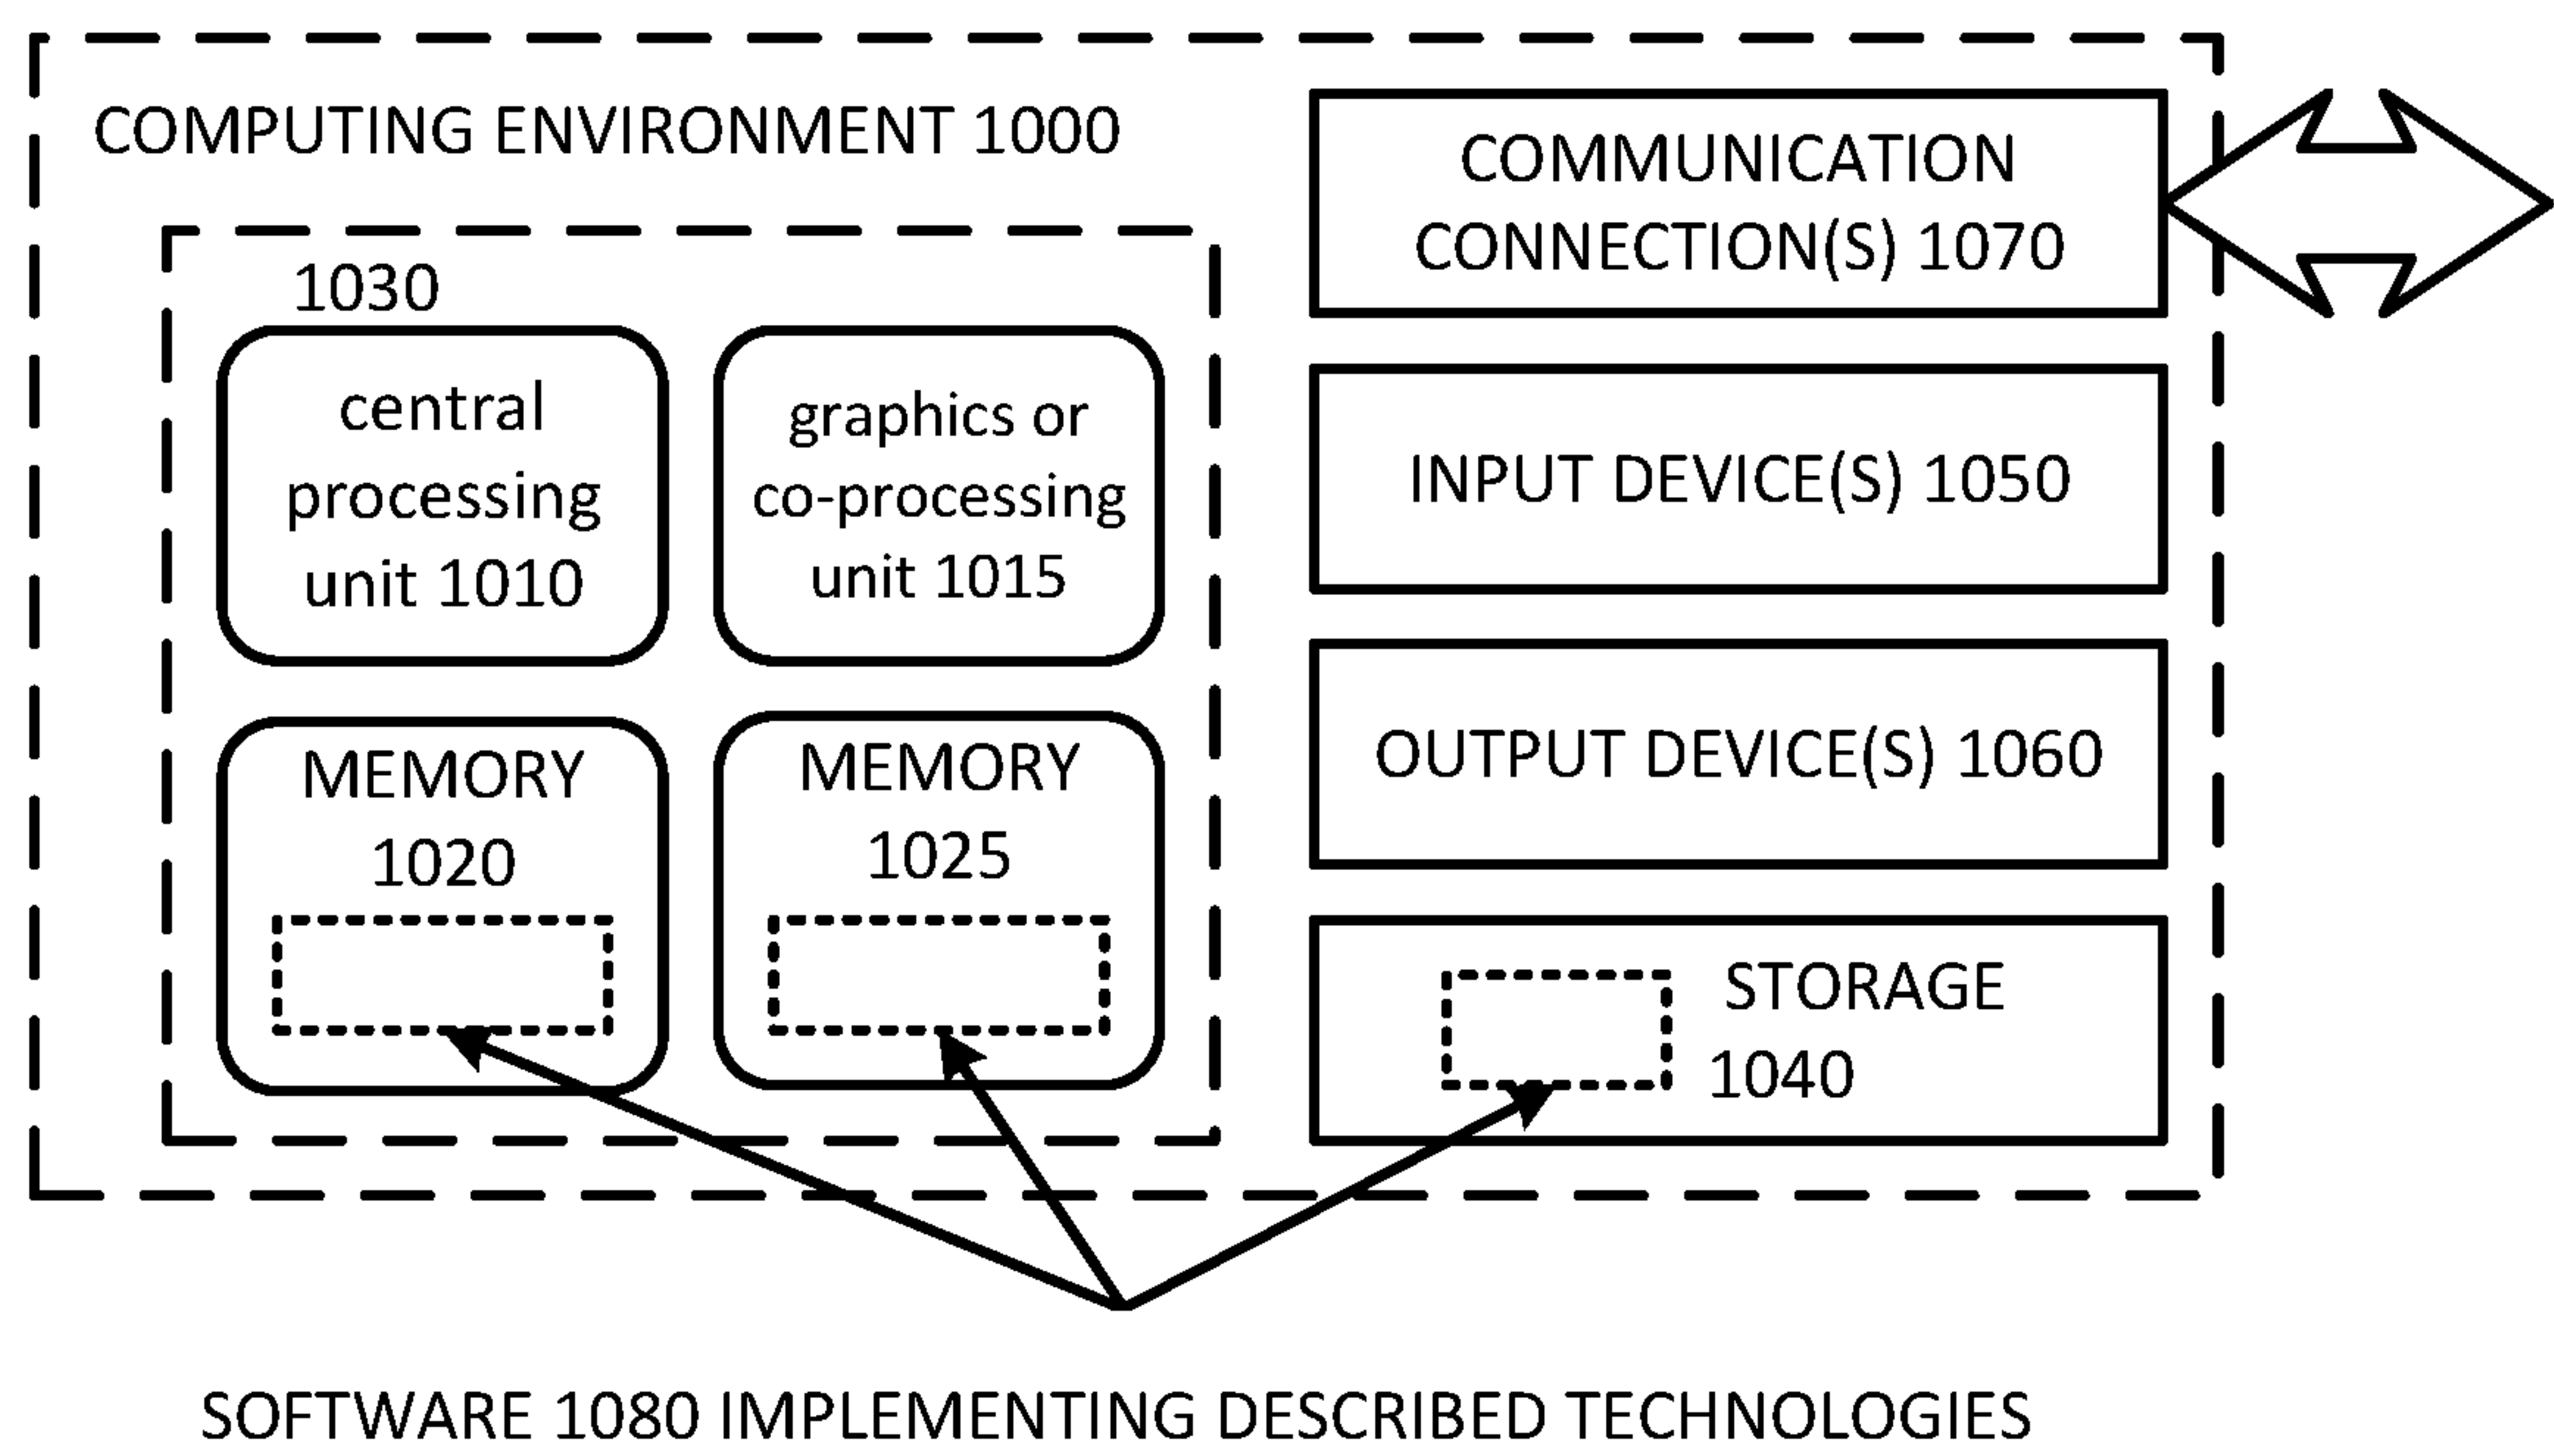 COMPUTING ENVIRONMENT 1000
1030
central
processing
unit 1010
graphics or
co-processing
unit 1015
MEMORY
1020
MEMORY
1025
COMMUNICATION
CONNECTION(S) 1070
INPUT DEVICE(S) 1050
OUTPUT DEVICE(S) 1060
STORAGE
1040
SOFTWARE 1080 IMPLEMENTING DESCRIBED TECHNOLOGIES